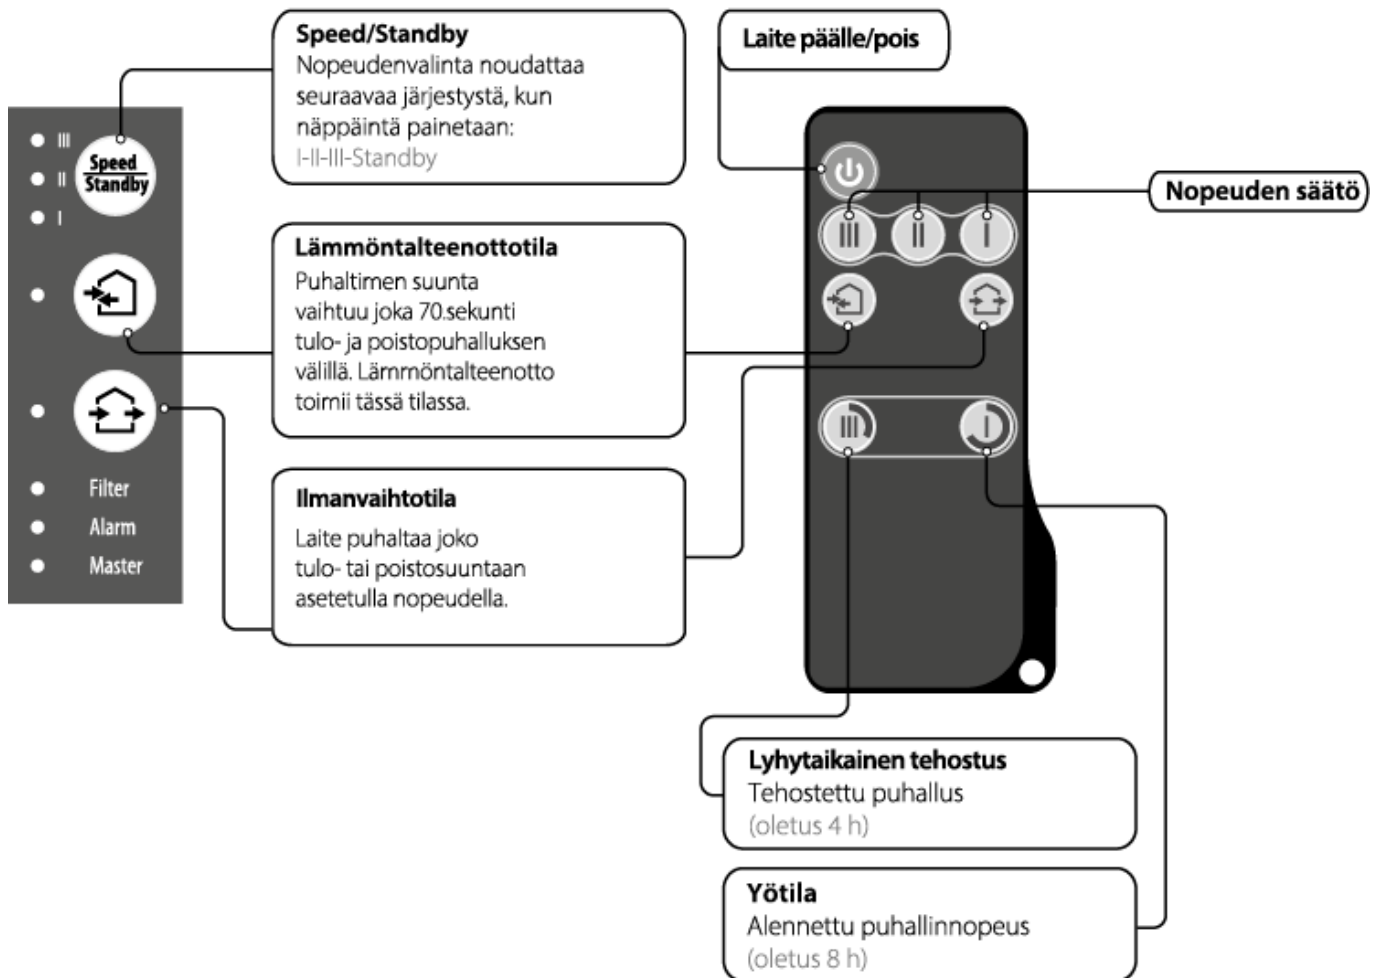 Speed/Standby
Nopeudenvalinta noudattaa
seuraavaa järjestystä, kun
näppäintä painetaan:
I-II-III-Standby
Laite päälle/pois
III
II
I
Speed
Standby
Nopeuden säätö
III
II
I
Lämmöntalteenottotila
Puhaltimen suunta
vaihtuu joka 70.sekunti
tulo- ja poistopuhalluksen
välillä. Lämmöntalteenotto
toimii tässä tilassa.
III
I
Filter
Alarm
Master
Ilmanvaihtotila
Laite puhaltaa joko
tulo- tai poistosuuntaan
asetetulla nopeudella.
Lyhytaikainen tehostus
Tehostettu puhallus
(oletus 4 h)
Yötila
Alennettu puhallinnopeus
(oletus 8 h)